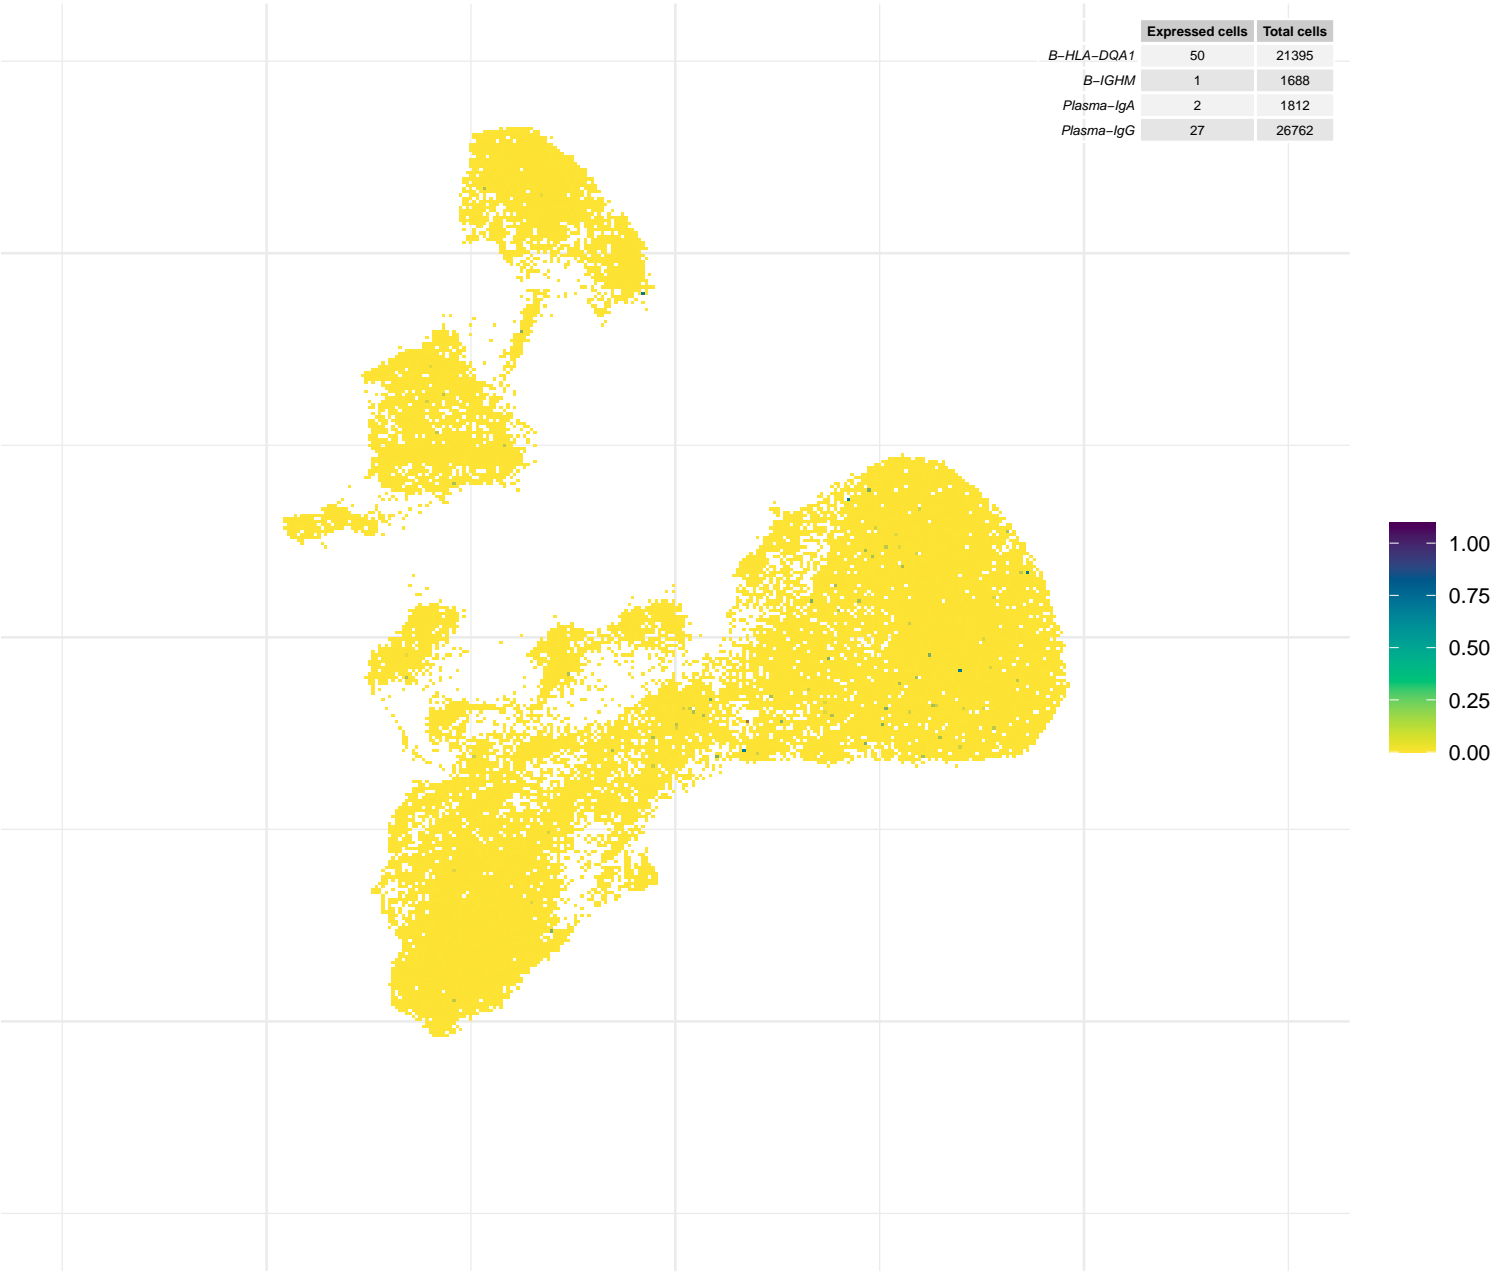 Expressed cells Total cells
B−HLA−DQA1 50 21395
B−IGHM 1 1688
Plasma−IgA 2 1812
Plasma−IgG 27 26762
1.00
0.75
0.50
0.25
0.00